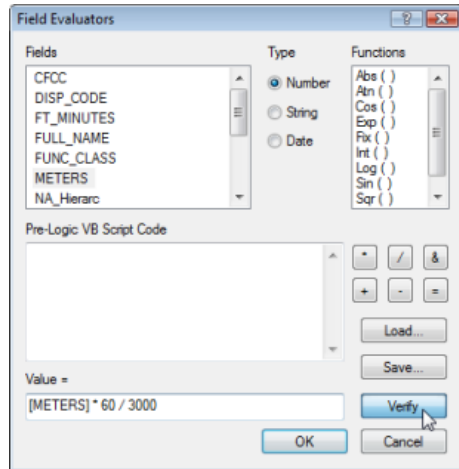 Field Evaluators
Fields
Type
Functions
CFCC
DISP_CODE
FT_MINUTES
FULL_NAME
FUNC_CLASS
METERS
NA_Hierarc
Number
String
Date
Abs ( )
Atn ( )
Cos ( )
Exp ( )
Fix ( )
Int ( )
Log ( )
Sin ( )
Sqr ( )
Pre-Logic VB Script Code
* / &
+ - =
Load...
Save...
Value =
[METERS] * 60 / 3000
Verify
OK
Cancel